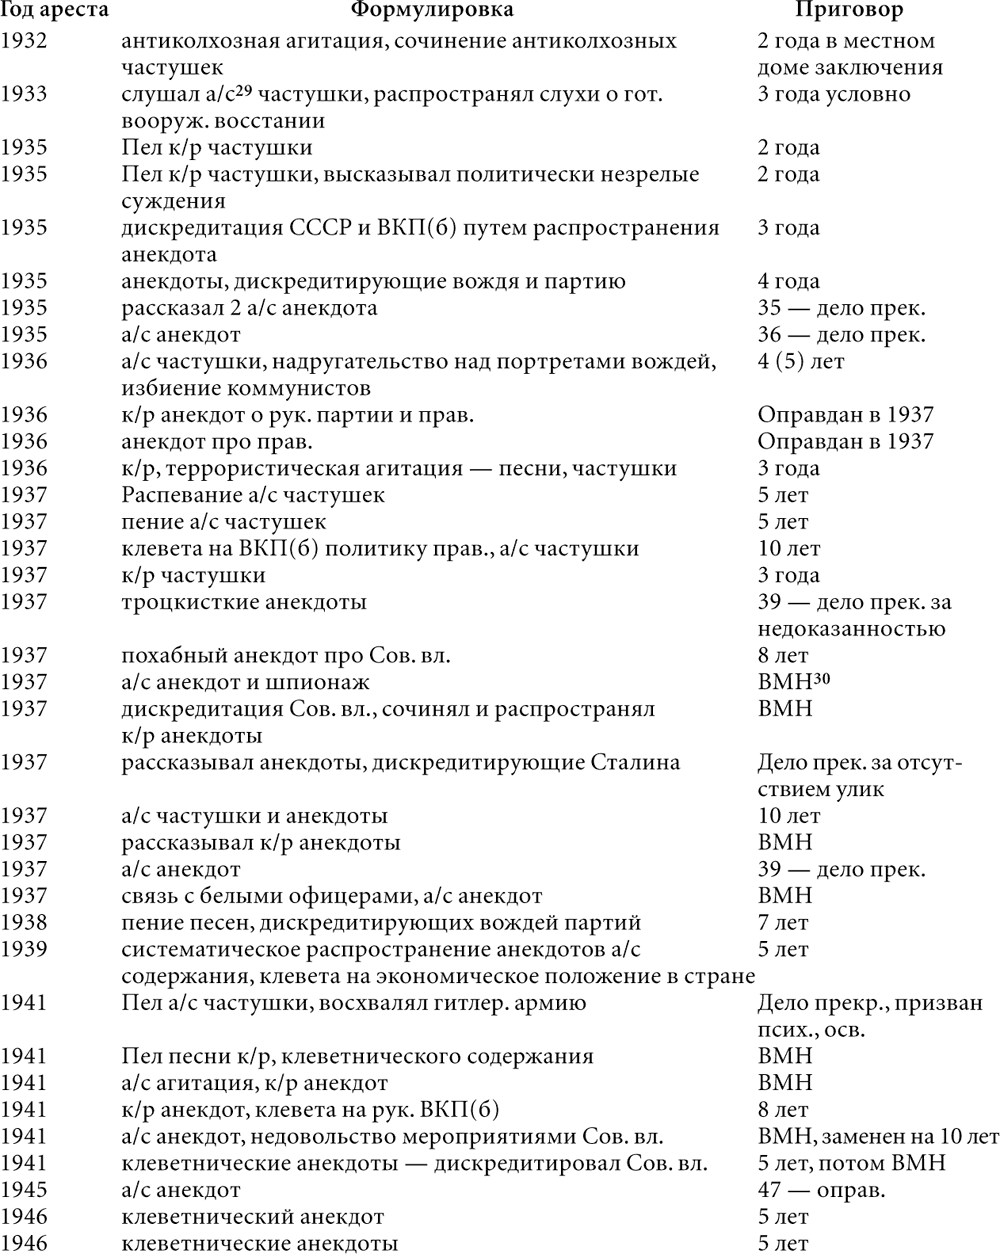 Год ареста Формулировка Приговор
1932 антиколхозная агитация, сочинение антиколхозных 2 года в местном
частушек доме заключения
1933 слушал а/с29 частушки, распространял слухи о гот. 3 года условно
вооруж. восстании
1935 Пел к/р частушки 2 года
1935 Пел к/р частушки, высказывал политически незрелые 2 года
суждения
1935 дискредитация СССР и ВКП(б) путем распространения 3 года
анекдота
1935 анекдоты, дискредитирующие вождя и партию 4 года
1935 рассказал 2 а/с анекдота 35 — дело прек.
1935 а/с анекдот 36 — дело прек.
1936 а/с частушки, надругательство над портретами вождей, 4 (5) лет
избиение коммунистов
1936 к/р анекдот о рук. партии и прав. Оправдан в 1937
1936 анекдот про прав. Оправдан в 1937
1936 к/р, террористическая агитация — песни, частушки 3 года
1937 Распевание а/с частушек 5 лет
1937 пение а/с частушек 5 лет
1937 клевета на ВКП(б) политику прав., а/с частушки 10 лет
1937 к/р частушки 3 года
1937 троцкисткие анекдоты 39 — дело прек. за
недоказанностью
1937 похабный анекдот про Сов. вл. 8 лет
1937 а/с анекдот и шпионаж ВМН30
1937 дискредитация Сов. вл., сочинял и распространял ВМН
к/р анекдоты
1937 рассказывал анекдоты, дискредитирующие Сталина Дело прек. за отсут-
ствием улик
1937 а/с частушки и анекдоты 10 лет
1937 рассказывал к/р анекдоты ВМН
1937 а/с анекдот 39 — дело прек.
1937 связь с белыми офицерами, а/с анекдот ВМН
1938 пение песен, дискредитирующих вождей партий 7 лет
1939 систематическое распространение анекдотов а/с 5 лет
содержания, клевета на экономическое положение в стране
1941 Пел а/с частушки, восхвалял гитлер. армию Дело прекр., призван
псих., осв.
1941 Пел песни к/р, клеветнического содержания ВМН
1941 а/с агитация, к/р анекдот ВМН
1941 к/р анекдот, клевета на рук. ВКП(б) 8 лет
1941 а/с анекдот, недовольство мероприятиями Сов. вл. ВМН, заменен на 10 лет
1941 клеветнические анекдоты — дискредитировал Сов. вл. 5 лет, потом ВМН
1945 а/с анекдот 47 — оправ.
1946 клеветнический анекдот 5 лет
1946 клеветнические анекдоты 5 лет